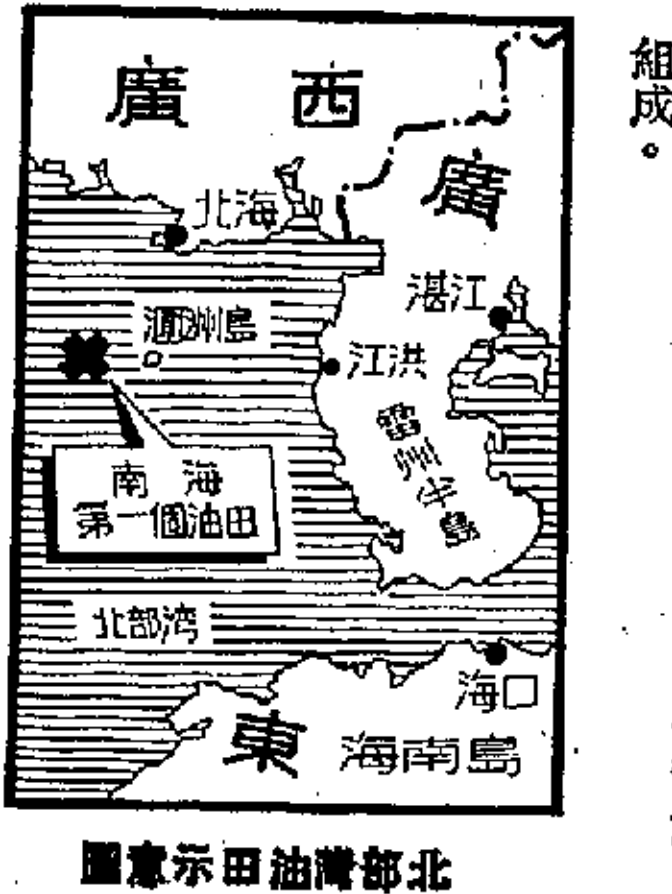 組成。
廣西
廣
北海
湛江
潿洲島
江洪
雷州半島
南海
第一個油田
北部湾
海口
東
海南島
北部灣油田示意圖